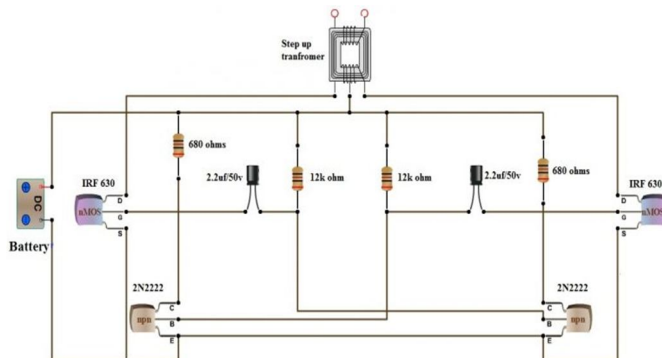 Step up
tranfromer
680 ohms
2.2uf/50v
12k ohm
12k ohm
2.2uf/50v
680 ohms
IRF 630
IRF 630
DC
Battery
nMOS
D
G
S
D
G
S
nMOS
2N2222
2N2222
npn
C
B
E
C
B
E
npn